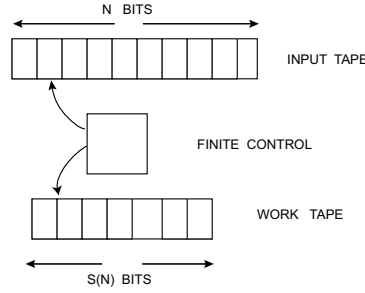 N BITS
INPUT TAPE
FINITE CONTROL
WORK TAPE
S(N) BITS